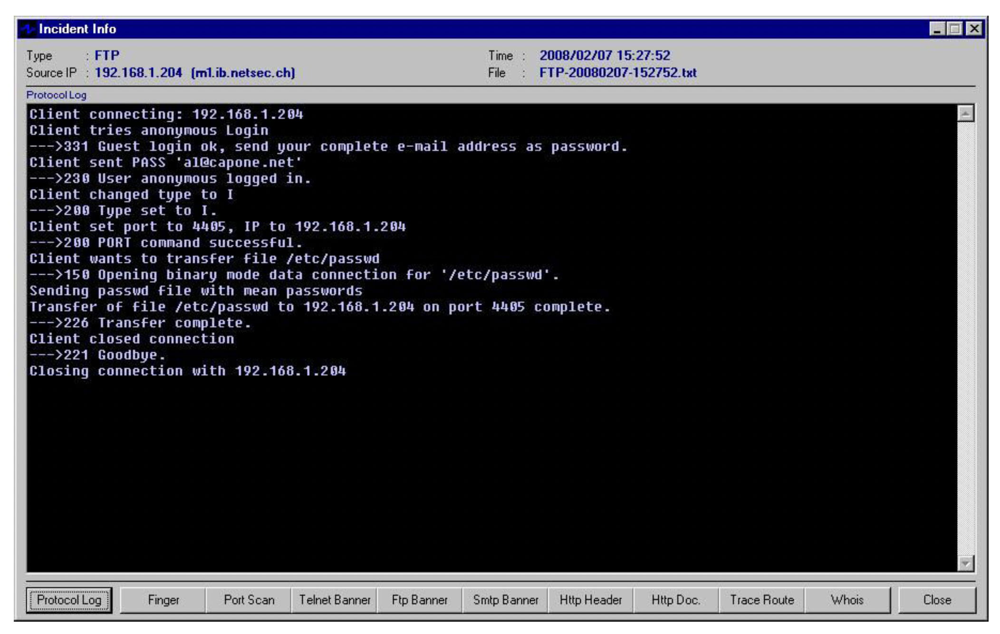 Incident Info
Type : FTP
Time : 2008/02/07 15:27:52
Source IP : 192.168.1.204 (m1.ib.netsec.ch)
File : FTP-20080207-152752.txt
Protocol Log
Client connecting: 192.168.1.204
Client tries anonymous Login
--->331 Guest login ok, send your complete e-mail address as password.
Client sent PASS 'al@capone.net'
--->230 User anonymous logged in.
Client changed type to I
--->200 Type set to I.
Client set port to 4405, IP to 192.168.1.204
--->200 PORT command successful.
Client wants to transfer file /etc/passwd
--->150 Opening binary mode data connection for '/etc/passwd'.
Sending passwd file with mean passwords
Transfer of file /etc/passwd to 192.168.1.204 on port 4405 complete.
--->226 Transfer complete.
Client closed connection
--->221 Goodbye.
Closing connection with 192.168.1.204
Protocol Log Finger Port Scan Telnet Banner Ftp Banner Smtp Banner Http Header Http Doc. Trace Route Whois Close